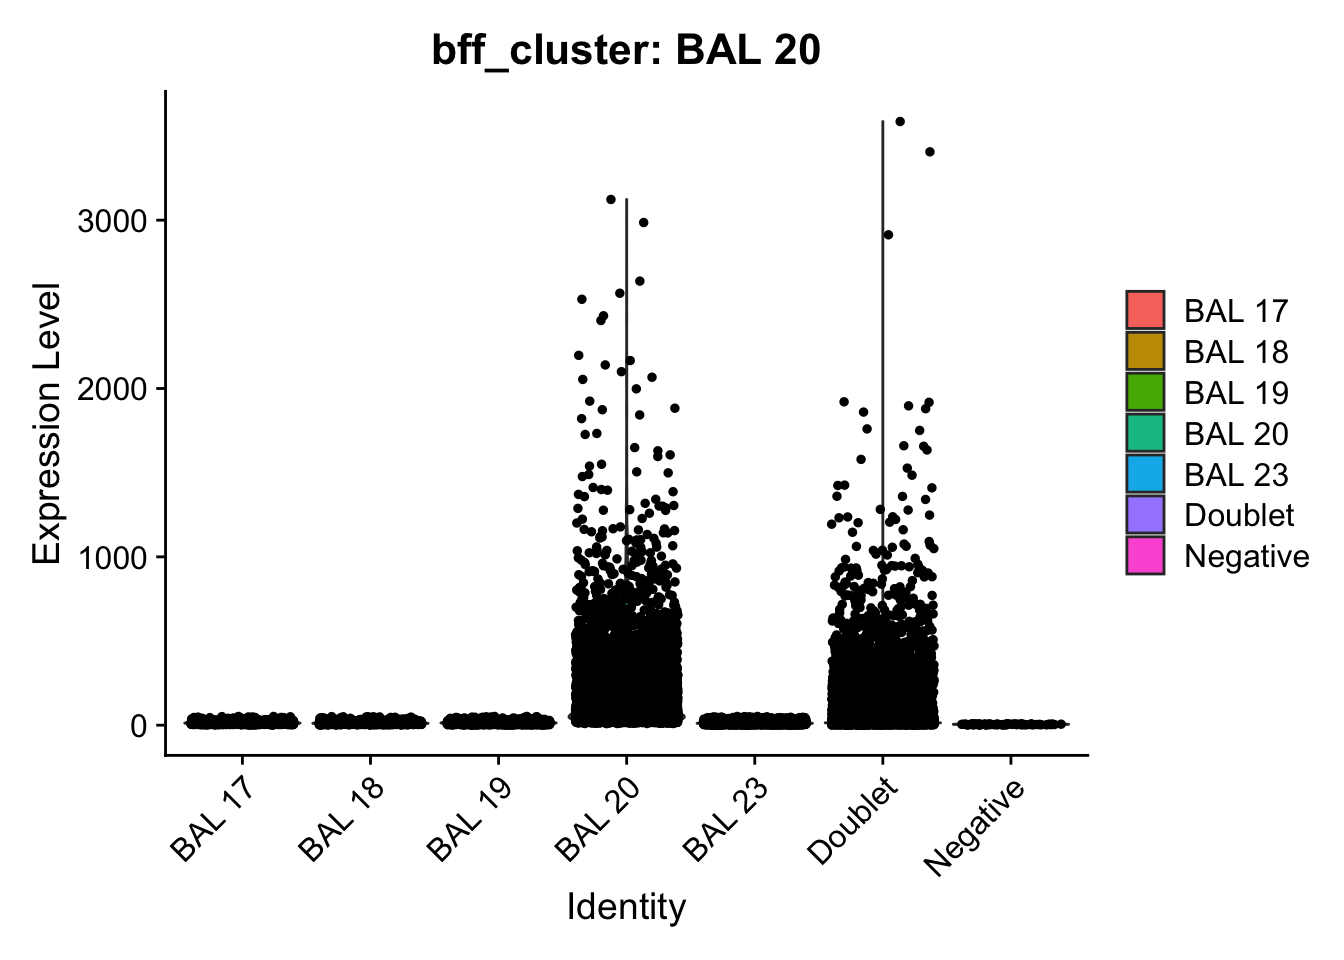 bff_cluster: BAL 20
Expression Level
3000
2000
1000
0
BAL 17
BAL 18
BAL 19
BAL 20
BAL 23
Doublet
Negative
Identity
BAL 17
BAL 18
BAL 19
BAL 20
BAL 23
Doublet
Negative